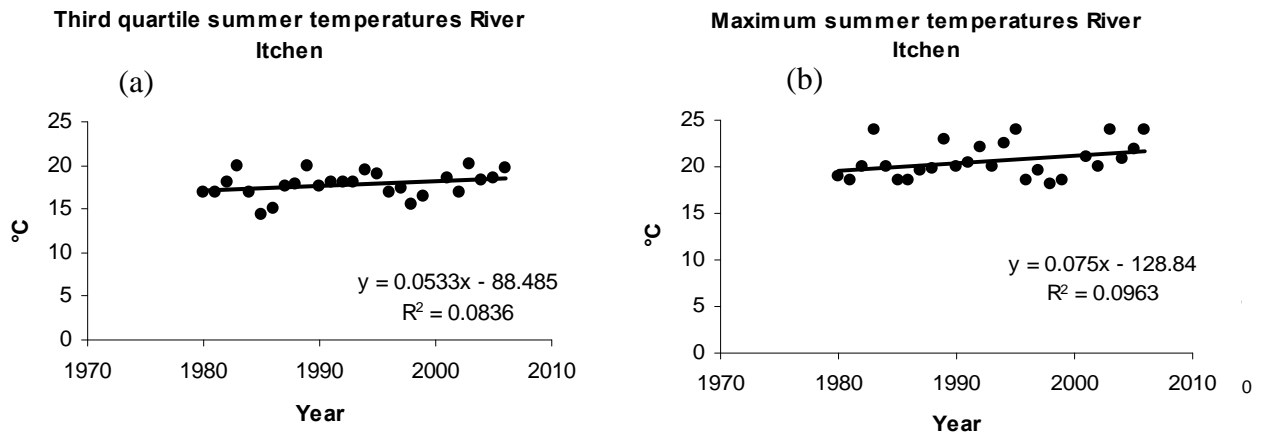 Third quartile summer temperatures River
Itchen
(a)
25
20
15
10
5
0
°C
y = 0.0533x - 88.485
R² = 0.0836
1970 1980 1990 2000 2010
Year
Maximum summer temperatures River
Itchen
(b)
25
20
15
10
5
0
°C
y = 0.075x - 128.84
R² = 0.0963
1970 1980 1990 2000 2010
Year
0